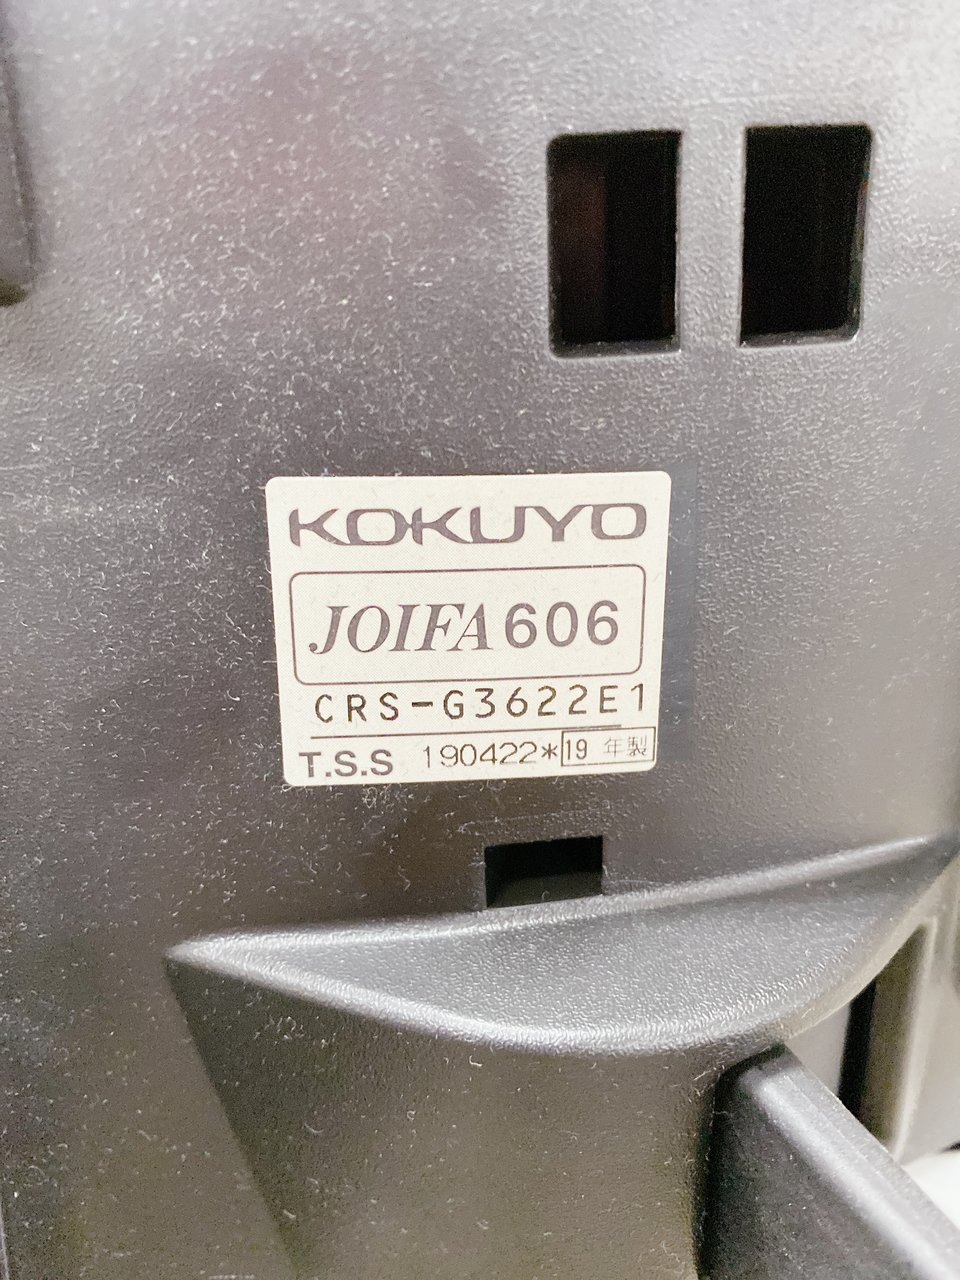 KOKUYO
JOIFA 606
CRS-G3622E1
T.S.S 190422* 19 年製